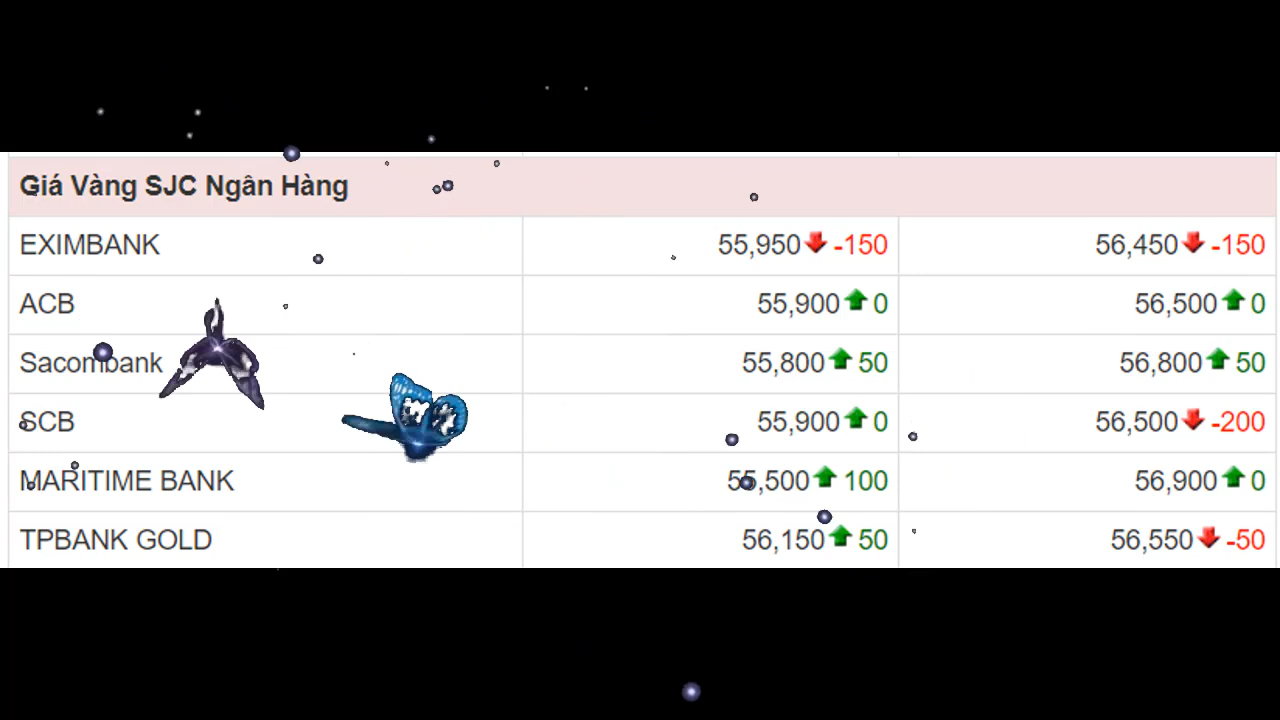 Giá Vàng SJC Ngân Hàng
EXIMBANK 55,950 -150 56,450 -150
ACB 55,900 0 56,500 0
Sacombank 55,800 50 56,800 50
SCB 55,900 0 56,500 -200
MARITIME BANK 55,500 100 56,900 0
TPBANK GOLD 56,150 50 56,550 -50